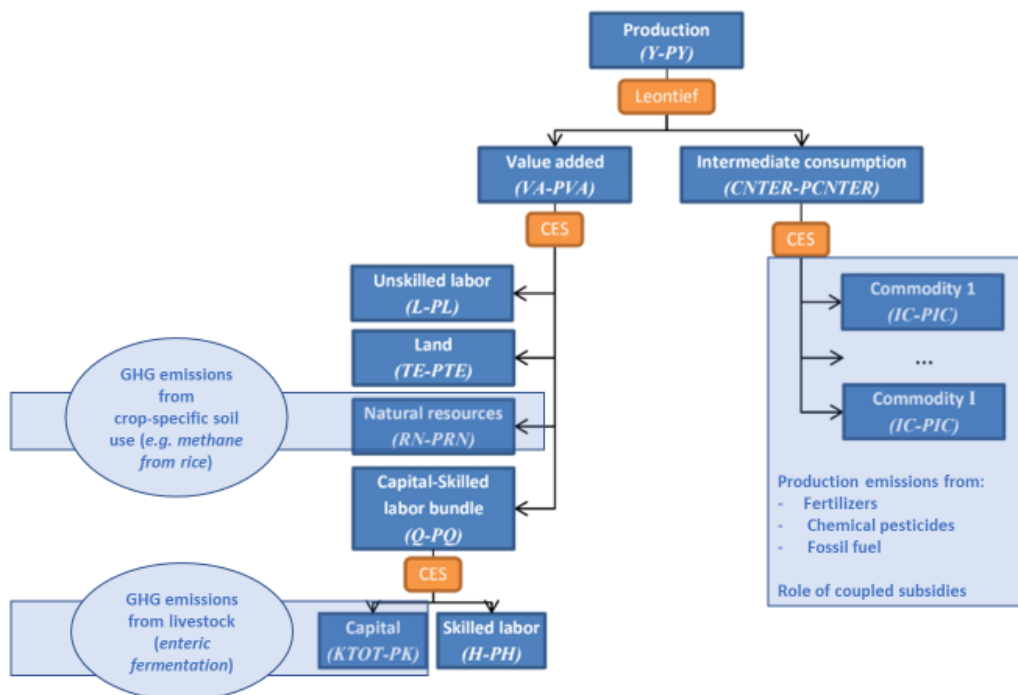 Production
(Y-PY)
Leontief
Value added
(VA-PVA)
Intermediate consumption
(CNTER-PCNTER)
CES
CES
Unskilled labor
(L-PL)
Land
(TE-PTE)
GHG emissions
from
crop-specific soil
use (e.g. methane
from rice)
Natural resources
(RN-PRN)
Capital-Skilled
labor bundle
(Q-PQ)
CES
GHG emissions
from livestock
(enteric
fermentation)
Capital
(KTOT-PK)
Skilled labor
(H-PH)
Commodity 1
(IC-PIC)
...
Commodity I
(IC-PIC)
Production emissions from:
- Fertilizers
- Chemical pesticides
- Fossil fuel
Role of coupled subsidies